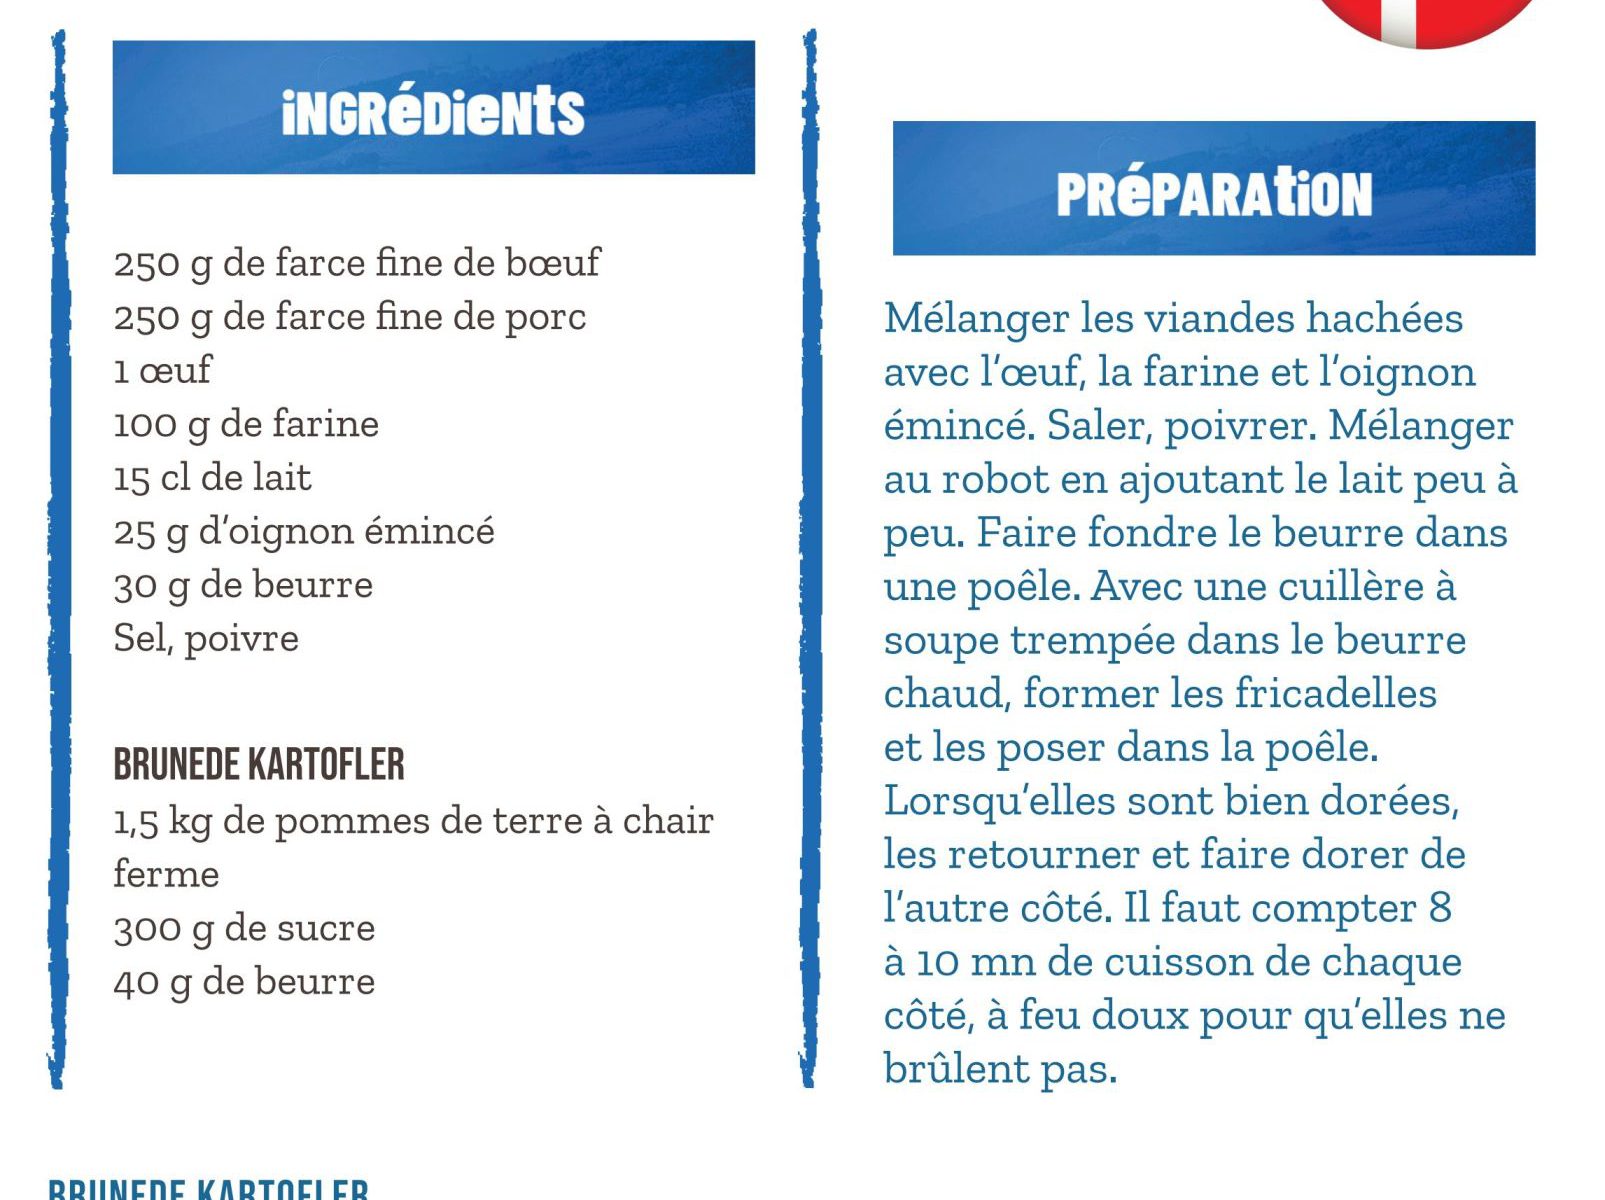 iNGRéDieNts
250 g de farce fine de bœuf
250 g de farce fine de porc
1 œuf
100 g de farine
15 cl de lait
25 g d’oignon émincé
30 g de beurre
Sel, poivre
BRUNEDE KARTOFLER
1,5 kg de pommes de terre à chair
ferme
300 g de sucre
40 g de beurre
PRéPARAtiON
Mélanger les viandes hachées
avec l’œuf, la farine et l’oignon
émincé. Saler, poivrer. Mélanger
au robot en ajoutant le lait peu à
peu. Faire fondre le beurre dans
une poêle. Avec une cuillère à
soupe trempée dans le beurre
chaud, former les fricadelles
et les poser dans la poêle.
Lorsqu’elles sont bien dorées,
les retourner et faire dorer de
l’autre côté. Il faut compter 8
à 10 mn de cuisson de chaque
côté, à feu doux pour qu’elles ne
brûlent pas.
BRUNEDE KARTOFLER